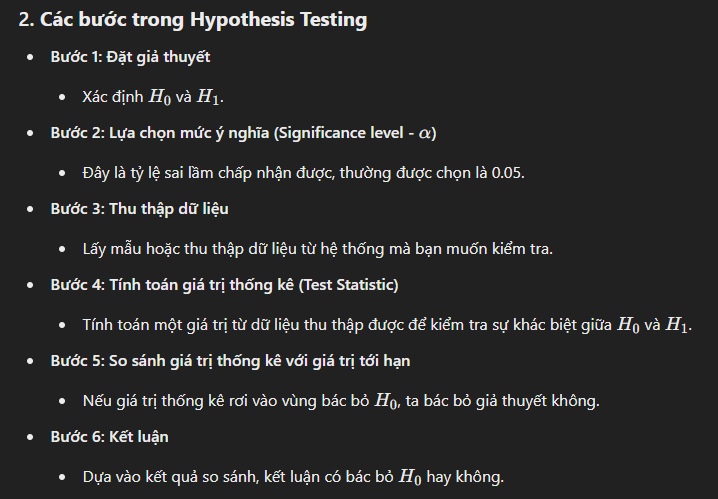 2. Các bước trong Hypothesis Testing
Bước 1: Đặt giả thuyết
Xác định H₀ và H₁.
Bước 2: Lựa chọn mức ý nghĩa (Significance level - α)
Đây là tỷ lệ sai lầm chấp nhận được, thường được chọn là 0.05.
Bước 3: Thu thập dữ liệu
Lấy mẫu hoặc thu thập dữ liệu từ hệ thống mà bạn muốn kiểm tra.
Bước 4: Tính toán giá trị thống kê (Test Statistic)
Tính toán một giá trị từ dữ liệu thu thập được để kiểm tra sự khác biệt giữa H₀ và H₁.
Bước 5: So sánh giá trị thống kê với giá trị tới hạn
Nếu giá trị thống kê rơi vào vùng bác bỏ H₀, ta bác bỏ giả thuyết không.
Bước 6: Kết luận
Dựa vào kết quả so sánh, kết luận có bác bỏ H₀ hay không.